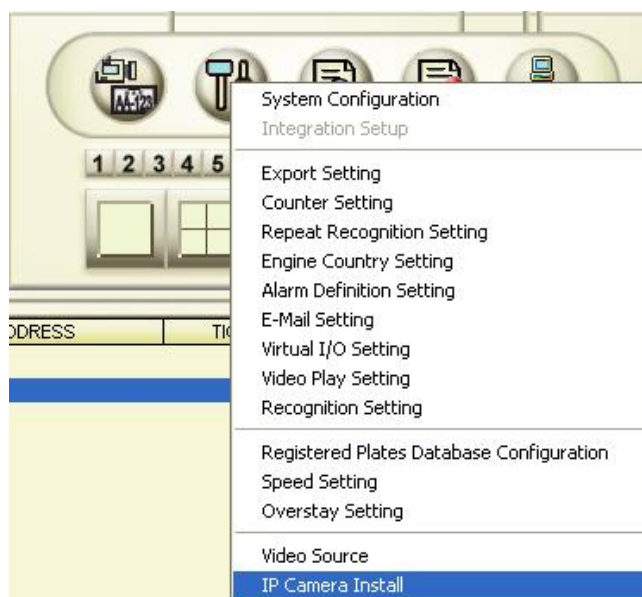 AA-123
System Configuration
Integration Setup
1 2 3 4 5
Export Setting
Counter Setting
Repeat Recognition Setting
Engine Country Setting
Alarm Definition Setting
E-Mail Setting
DDRESS
Virtual I/O Setting
Video Play Setting
Recognition Setting
Registered Plates Database Configuration
Speed Setting
Overstay Setting
Video Source
IP Camera Install